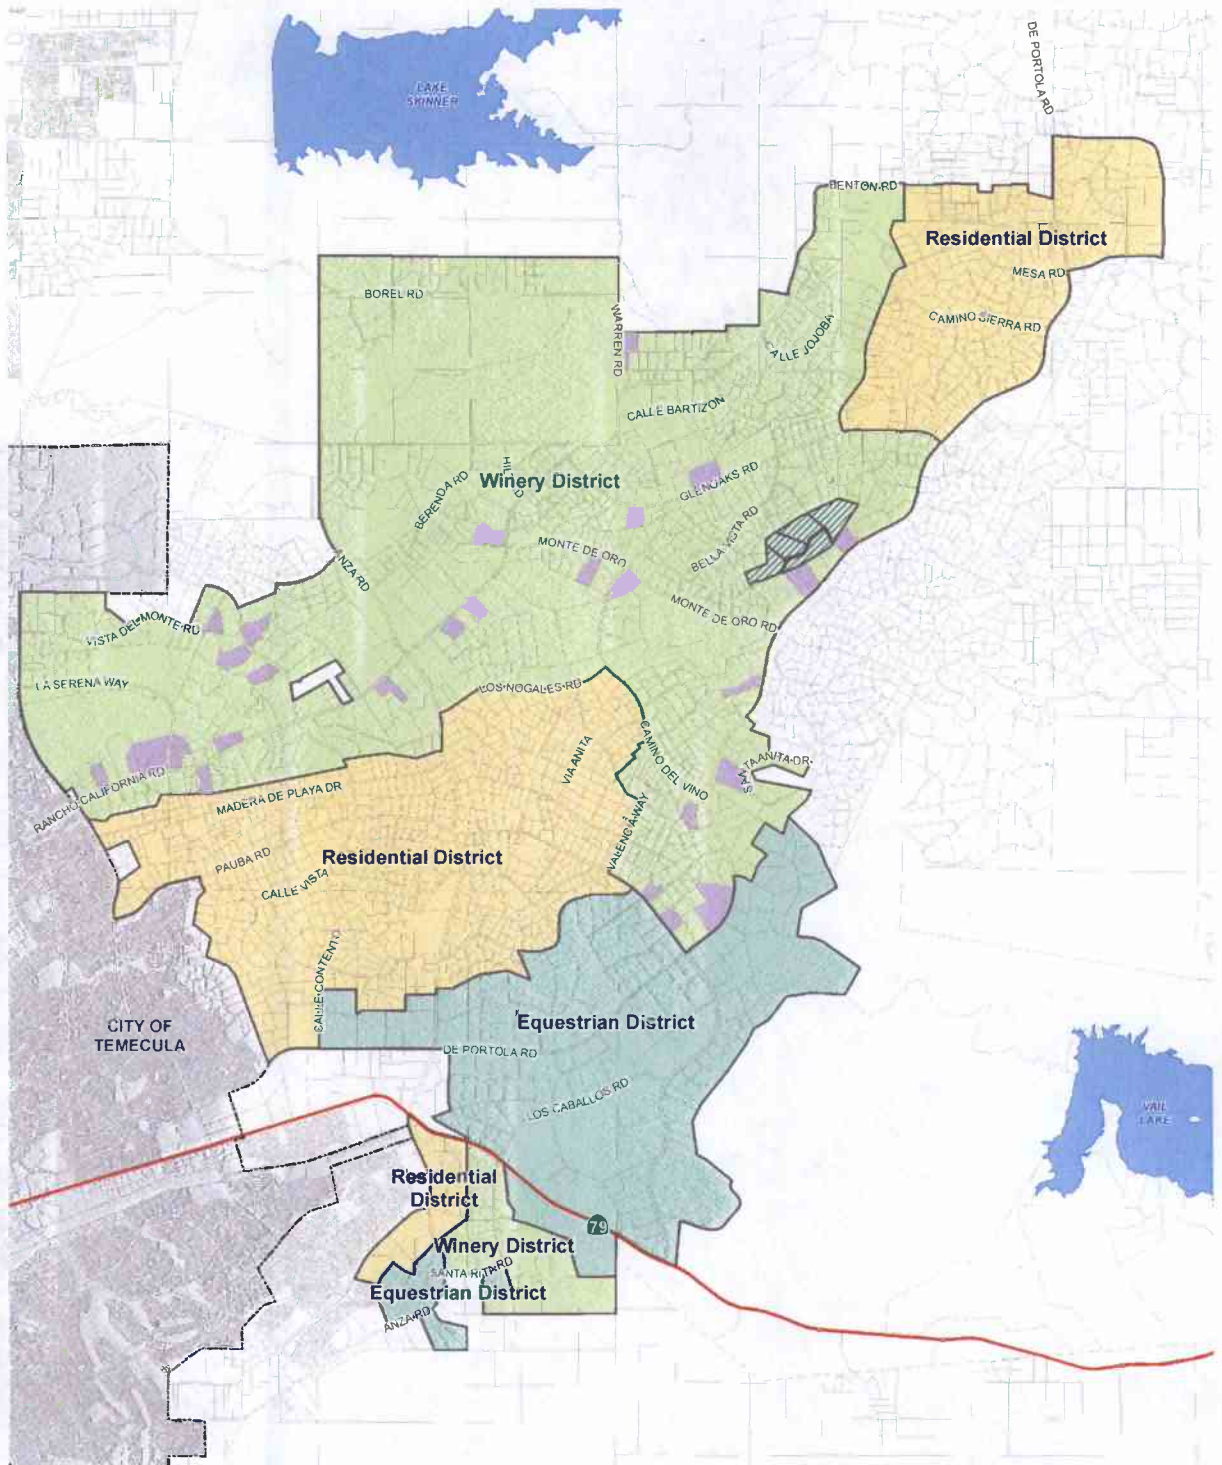 DE PORTOLA RD
LAKE
SKINNER
BENTON RD
Residential District
MESA RD
BOREL RD
WARREN RD
CAMINO SIERRA RD
CALLE JOJOBA
CALLE BARTIZON
Winery District
BERENDA RD
GLENOAKS RD
BELLA VISTA RD
MONTE DE ORO
ANZA RD
MONTE DE ORO RD
VISTA DEL MONTE RD
LA SERENA WAY
LOS NOGALES RD
CAMINO DEL VINO
VIA ANITA
SANTA ANITA DR
RANCHO CALIFORNIA RD
MADERA DE PLAYA DR
VALENCIA WAY
PAUBA RD
Residential District
CALLE VISTA
CALLE CONTENTO
CITY OF
TEMECULA
Equestrian District
DE PORTOLA RD
LOS CABALLOS RD
VAIL
LAKE
Residential
District
79
Winery District
SANTA RITA RD
Equestrian District
ANZA RD